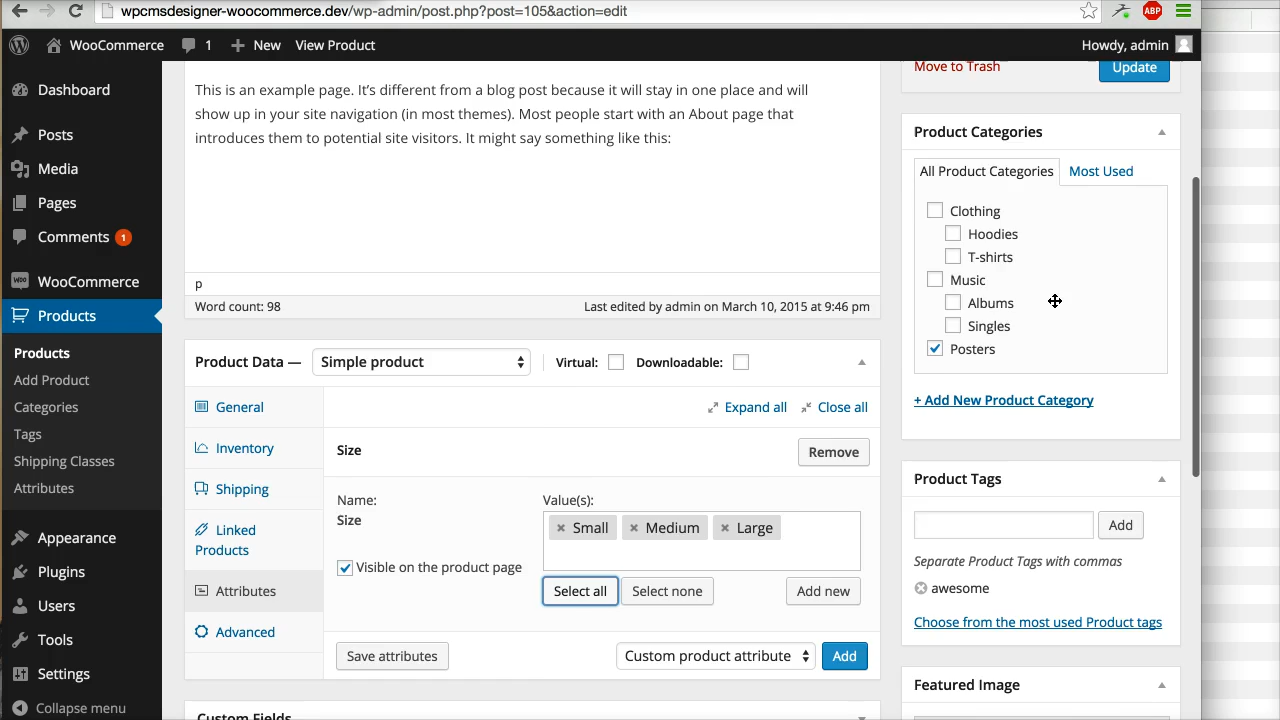 wpcmsdesigner-woocommerce.dev/wp-admin/post.php?post=105&action=edit
ABP
WooCommerce 1 New View Product Howdy, admin
Dashboard
Posts
Media
Pages
Comments 1
WooCommerce
Products
Products
Add Product
Categories
Tags
Shipping Classes
Attributes
Appearance
Plugins
Users
Tools
Settings
Collapse menu
This is an example page. It’s different from a blog post because it will stay in one place and will
show up in your site navigation (in most themes). Most people start with an About page that
introduces them to potential site visitors. It might say something like this:
p
Word count: 98 Last edited by admin on March 10, 2015 at 9:46 pm
Product Data — Simple product Virtual: Downloadable:
General
Inventory
Shipping
Linked
Products
Attributes
Advanced
Expand all Close all
Size Remove
Name: Value(s):
Size
Small Medium Large
Visible on the product page
Select all Select none Add new
Save attributes Custom product attribute Add
Custom Fields
Move to Trash Update
Product Categories
All Product Categories Most Used
Clothing
Hoodies
T-shirts
Music
Albums
Singles
Posters
+ Add New Product Category
Product Tags
Add
Separate Product Tags with commas
awesome
Choose from the most used Product tags
Featured Image